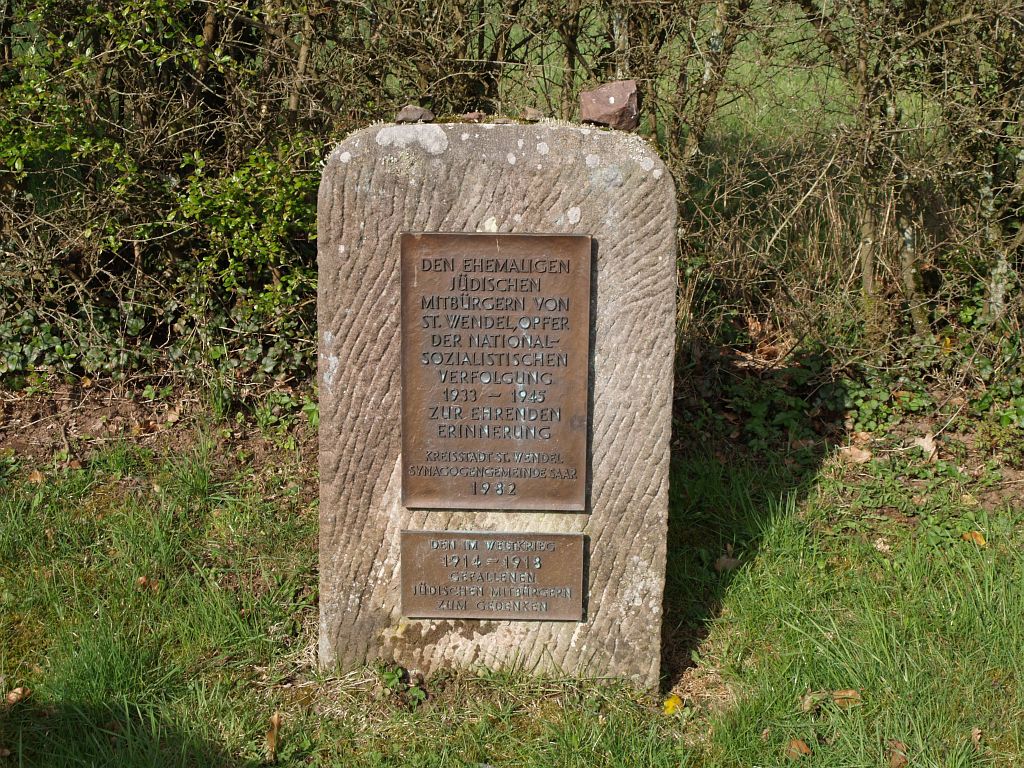 DEN EHEMALIGEN
JÜDISCHEN
MITBÜRGERN VON
ST. WENDEL, OPFER
DER NATIONAL-
SOZIALISTISCHEN
VERFOLGUNG
1933 – 1945
ZUR EHRENDEN
ERINNERUNG
KREISSTADT ST. WENDEL
SYNAGOGENGEMEINDE SAAR
1982
DEN IM WELTKRIEG
1914 – 1918
GEFALLENEN
JÜDISCHEN MITBÜRGERN
ZUM GEDENKEN